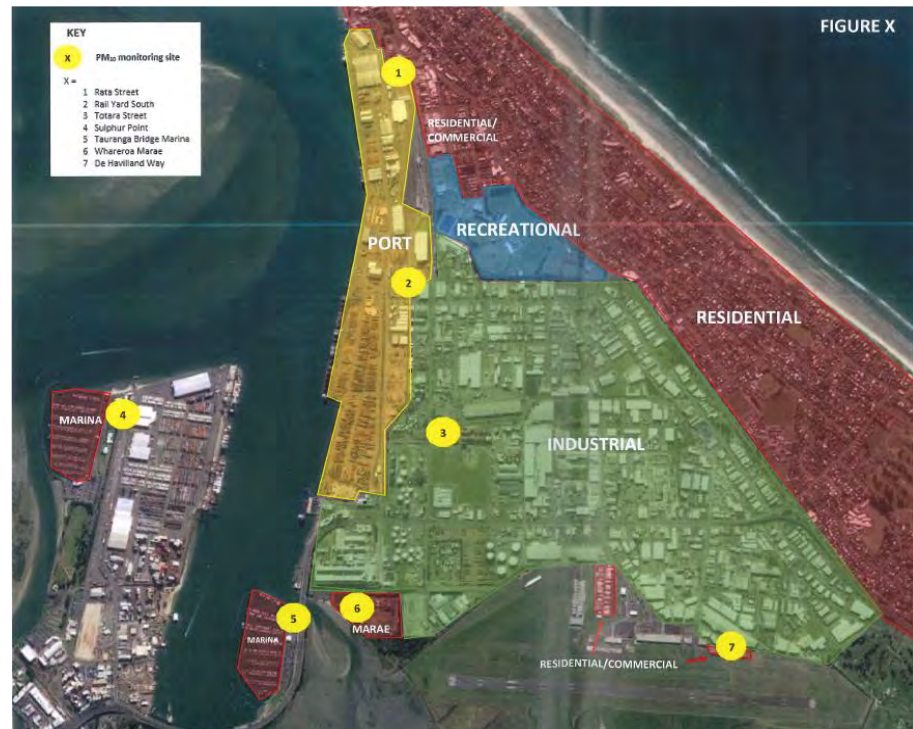 FIGURE X
KEY
X PM₁₀ monitoring site
X =
1 Rata Street
2 Rail Yard South
3 Totara Street
4 Sulphur Point
5 Tauranga Bridge Marina
6 Whareroa Marae
7 De Havilland Way
1
RESIDENTIAL/
COMMERCIAL
PORT
RECREATIONAL
2
RESIDENTIAL
MARINA
4
3
INDUSTRIAL
5
MARINA
6
MARAE
7
RESIDENTIAL/COMMERCIAL